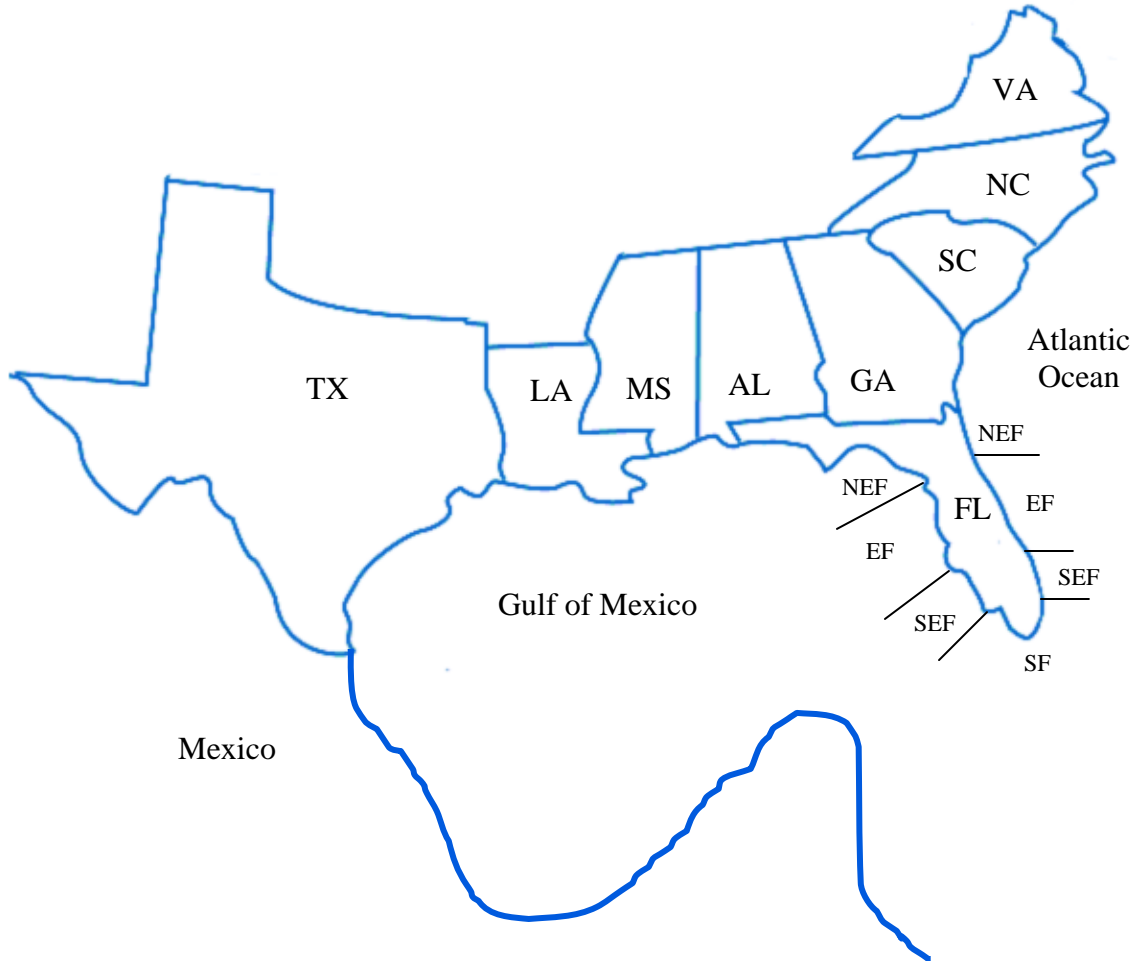 VA
NC
SC
Atlantic
Ocean
TX
LA
MS
AL
GA
NEF
NEF
FL
EF
EF
SEF
Gulf of Mexico
SEF
SF
Mexico